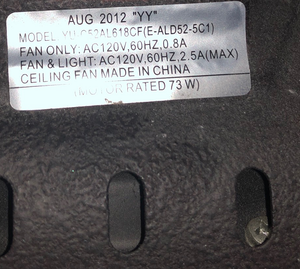 AUG 2012 "YY"
MODEL: C52AL618CF(E-ALD52-5C1)
FAN ONLY: AC120V,60HZ,0.8A
FAN & LIGHT: AC120V,60HZ,2.5A(MAX)
CEILING FAN MADE IN CHINA
(MOTOR RATED 73 W)